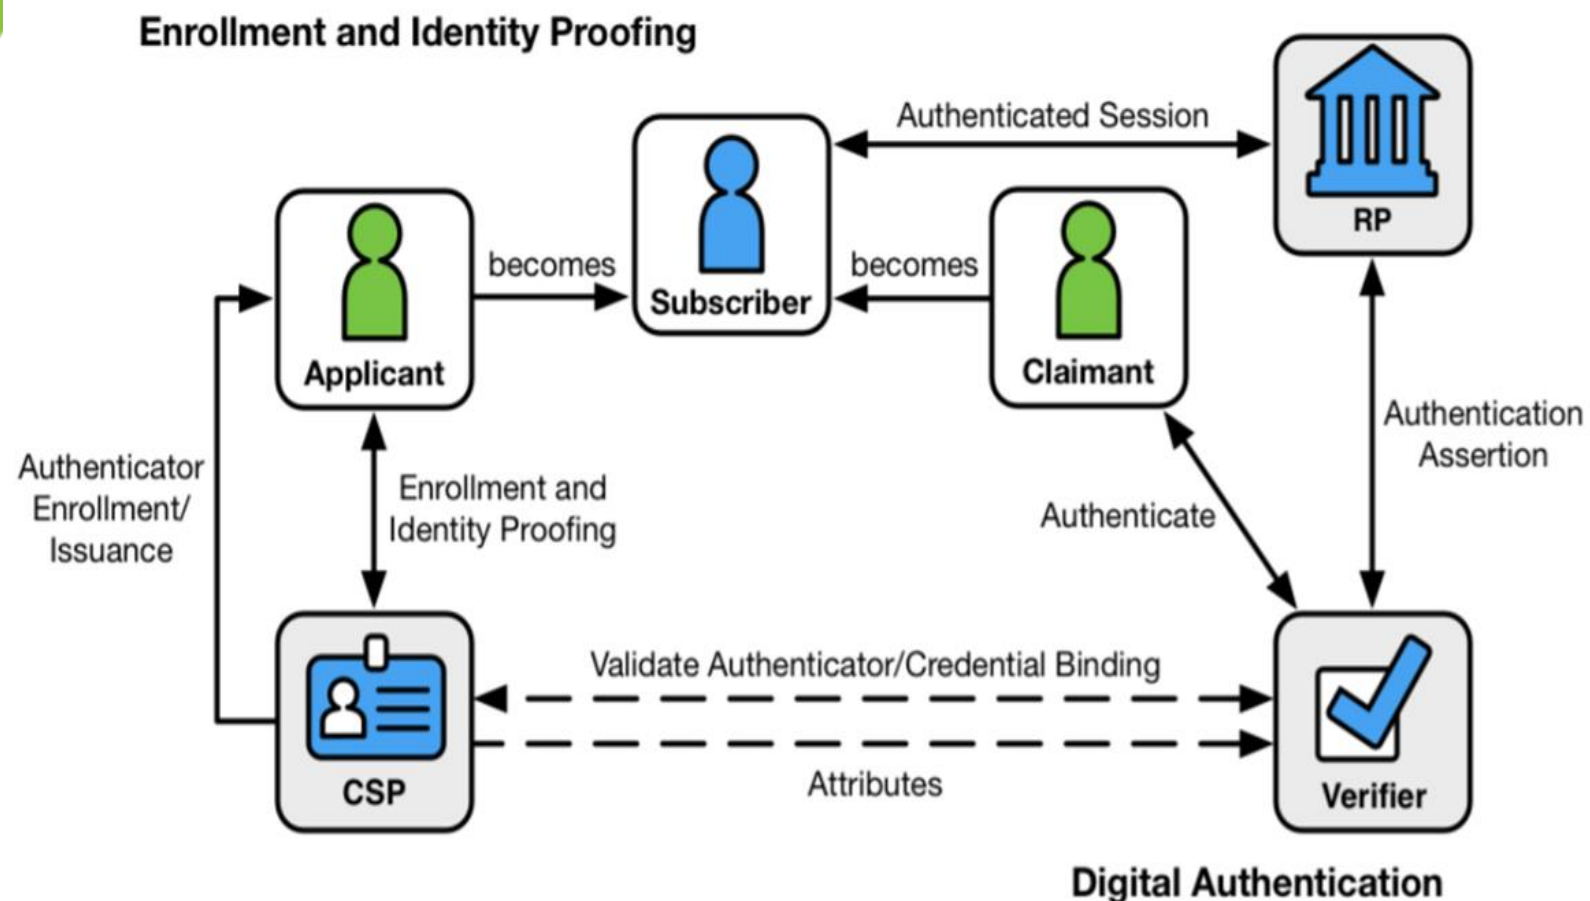 Enrollment and Identity Proofing
Authenticated Session
RP
becomes
Subscriber
becomes
Applicant
Claimant
Authenticator
Enrollment/
Issuance
Enrollment and
Identity Proofing
Authenticate
Authentication
Assertion
Validate Authenticator/Credential Binding
Attributes
CSP
Verifier
Digital Authentication